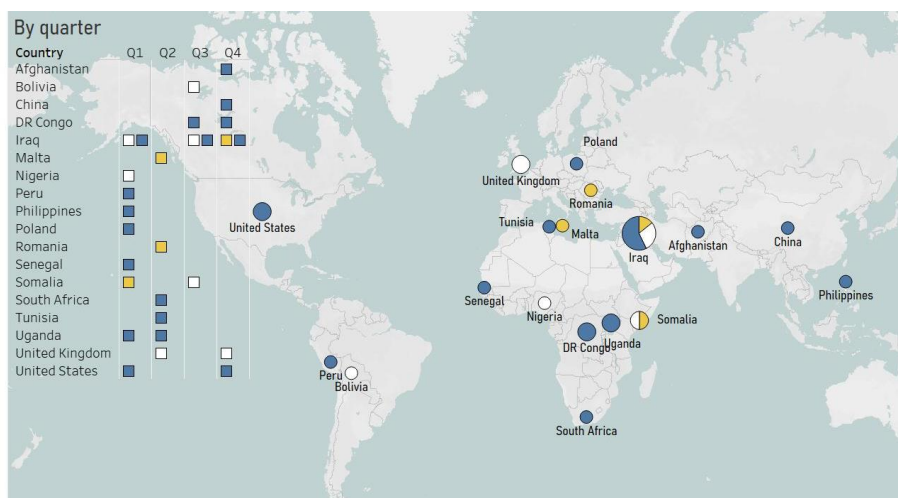 By quarter
Country Q1 Q2 Q3 Q4
Afghanistan
Bolivia
China
DR Congo
Iraq
Malta
Nigeria
Peru
Philippines
Poland
Romania
Senegal
Somalia
South Africa
Tunisia
Uganda
United Kingdom
United States
Poland
United Kingdom
Romania
United States
Tunisia
Malta
Iraq
Afghanistan
China
Senegal
Nigeria
Somalia
Philippines
DR Congo
Uganda
Peru
Bolivia
South Africa